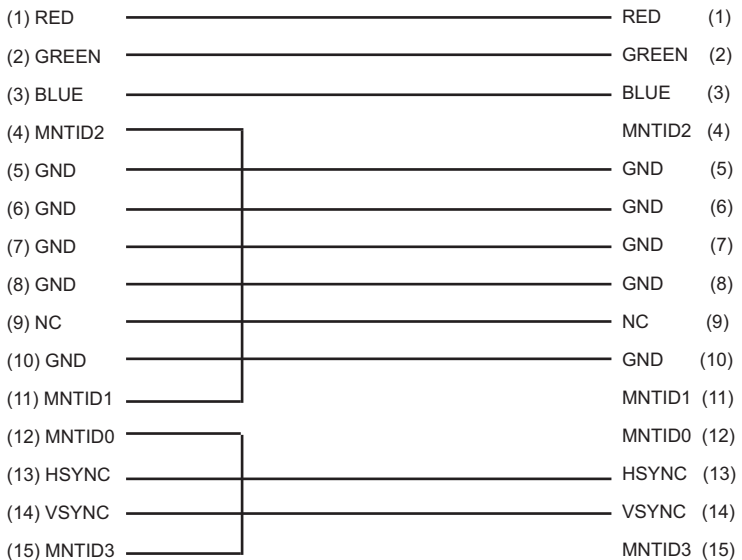 (1) RED RED (1)
(2) GREEN GREEN (2)
(3) BLUE BLUE (3)
(4) MNTID2 MNTID2 (4)
(5) GND GND (5)
(6) GND GND (6)
(7) GND GND (7)
(8) GND GND (8)
(9) NC NC (9)
(10) GND GND (10)
(11) MNTID1 MNTID1 (11)
(12) MNTID0 MNTID0 (12)
(13) HSYNC HSYNC (13)
(14) VSYNC VSYNC (14)
(15) MNTID3 MNTID3 (15)